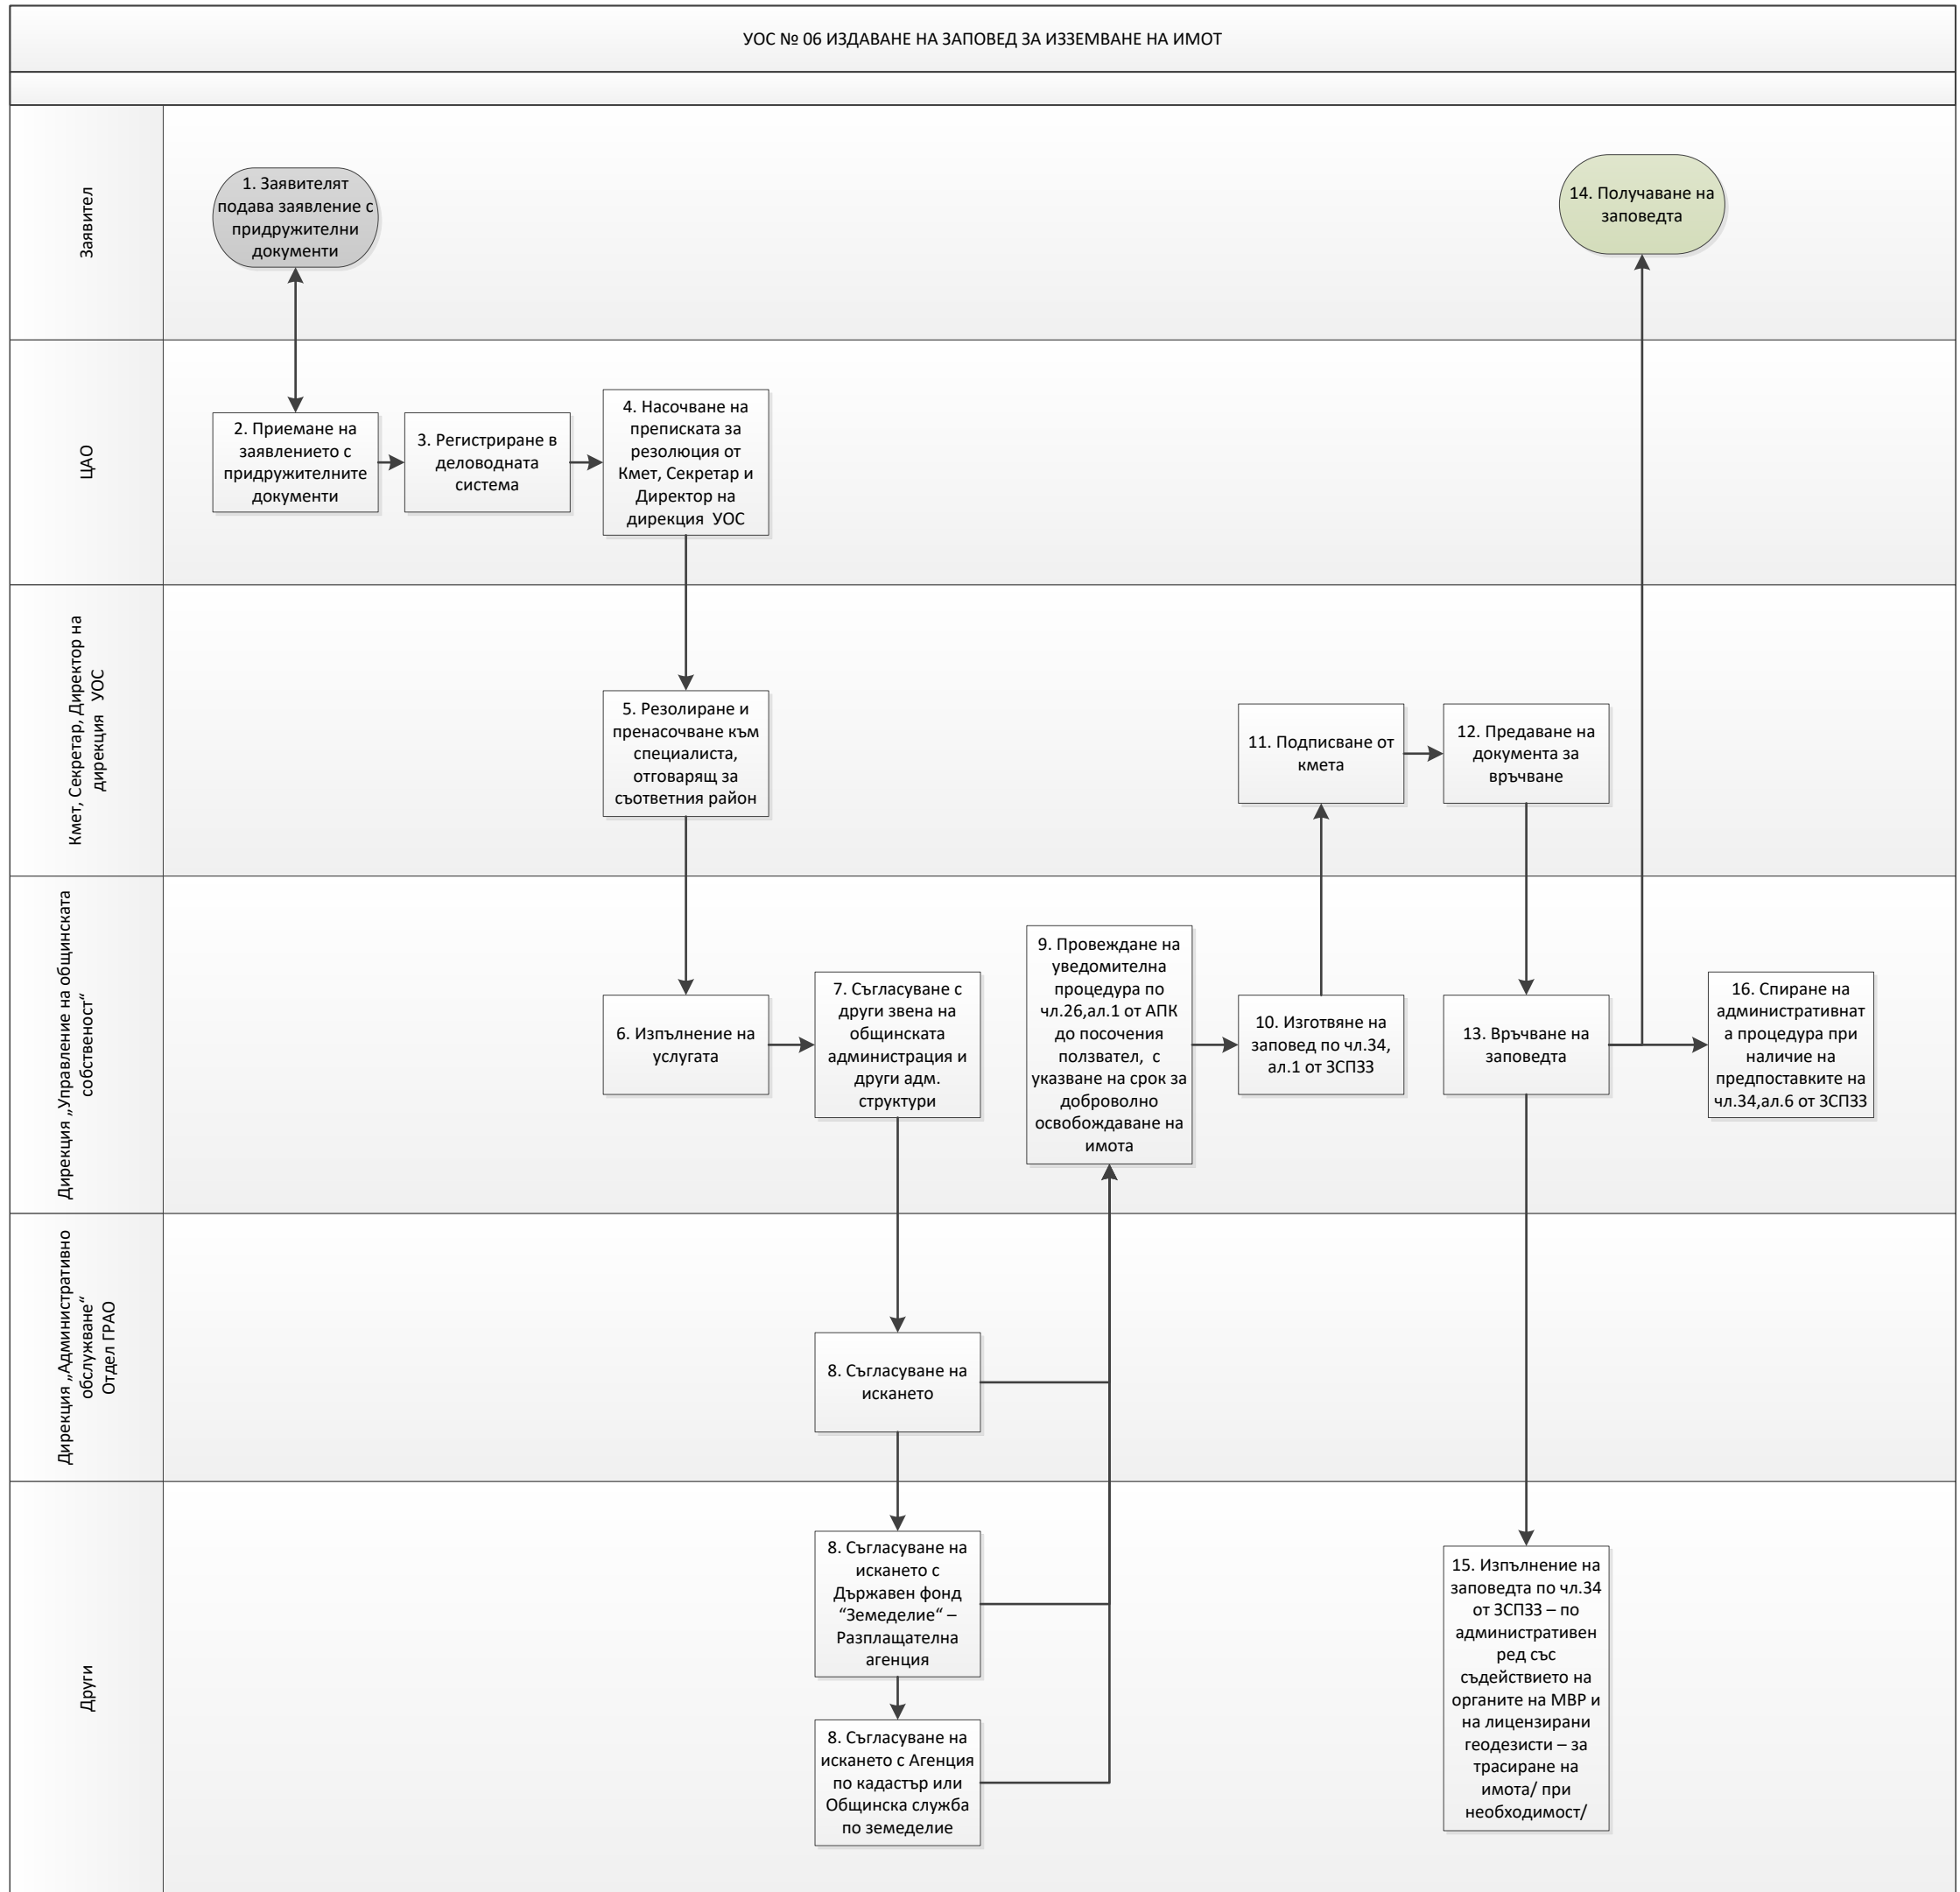 УОС № 06 ИЗДАВАНЕ НА ЗАПОВЕД ЗА ИЗЗЕМВАНЕ НА ИМОТ
Заявител
1. Заявителят
подава заявление с
придружителни
документи
14. Получаване на
заповедта
ЦАО
2. Приемане на
заявлението с
придружителните
документи
3. Регистриране в
деловодната
система
4. Насочване на
преписката за
резолюция от
Кмет, Секретар и
Директор на
дирекция УОС
Кмет, Секретар, Директор на
дирекция УОС
5. Резолиране и
пренасочване към
специалиста,
отговарящ за
съответния район
11. Подписване от
кмета
12. Предаване на
документа за
връчване
Дирекция „Управление на общинската
собственост“
6. Изпълнение на
услугата
7. Съгласуване с
други звена на
общинската
администрация и
други адм.
структури
9. Провеждане на
уведомителна
процедура по
чл.26,ал.1 от АПК
до посочения
ползвател, с
указване на срок за
доброволно
освобождаване на
имота
10. Изготвяне на
заповед по чл.34,
ал.1 от ЗСПЗЗ
13. Връчване на
заповедта
16. Спиране на
административнат
а процедура при
наличие на
предпоставките на
чл.34,ал.6 от ЗСПЗЗ
Дирекция „Административно
обслужване“
Отдел ГРАО
8. Съгласуване на
искането
Други
8. Съгласуване на
искането с
Държавен фонд
“Земеделие“ –
Разплащателна
агенция
8. Съгласуване на
искането с Агенция
по кадастър или
Общинска служба
по земеделие
15. Изпълнение на
заповедта по чл.34
от ЗСПЗЗ – по
административен
ред със
съдействието на
органите на МВР и
на лицензирани
геодезисти – за
трасиране на
имота/ при
необходимост/